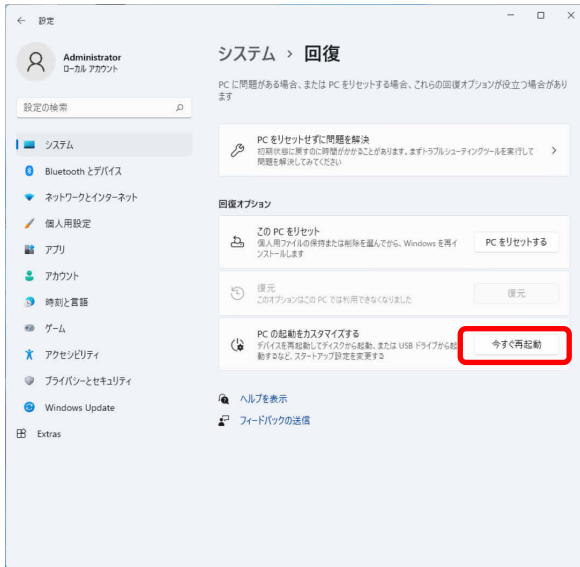 ← 設定
Administrator
ローカル アカウント
設定の検索
システム
Bluetooth とデバイス
ネットワークとインターネット
個人用設定
アプリ
アカウント
時刻と言語
ゲーム
アクセシビリティ
プライバシーとセキュリティ
Windows Update
Extras
システム › 回復
PC に問題がある場合、または PC をリセットする場合、これらの回復オプションが役立つ場合があり
ます
PC をリセットせずに問題を解決
初期状態に戻すのに時間がかかることがあります。まずトラブルシューティングツールを実行して
問題を解決してみてください
回復オプション
この PC をリセット
個人用ファイルの保持または削除を選んでから、Windows を再イ
ンストールします
PC をリセットする
復元
このオプションはこの PC では利用できなくなりました
復元
PC の起動をカスタマイズする
デバイスを再起動してディスクから起動、または USB ドライブから起
動するなど、スタートアップ設定を変更する
今すぐ再起動
ヘルプを表示
フィードバックの送信